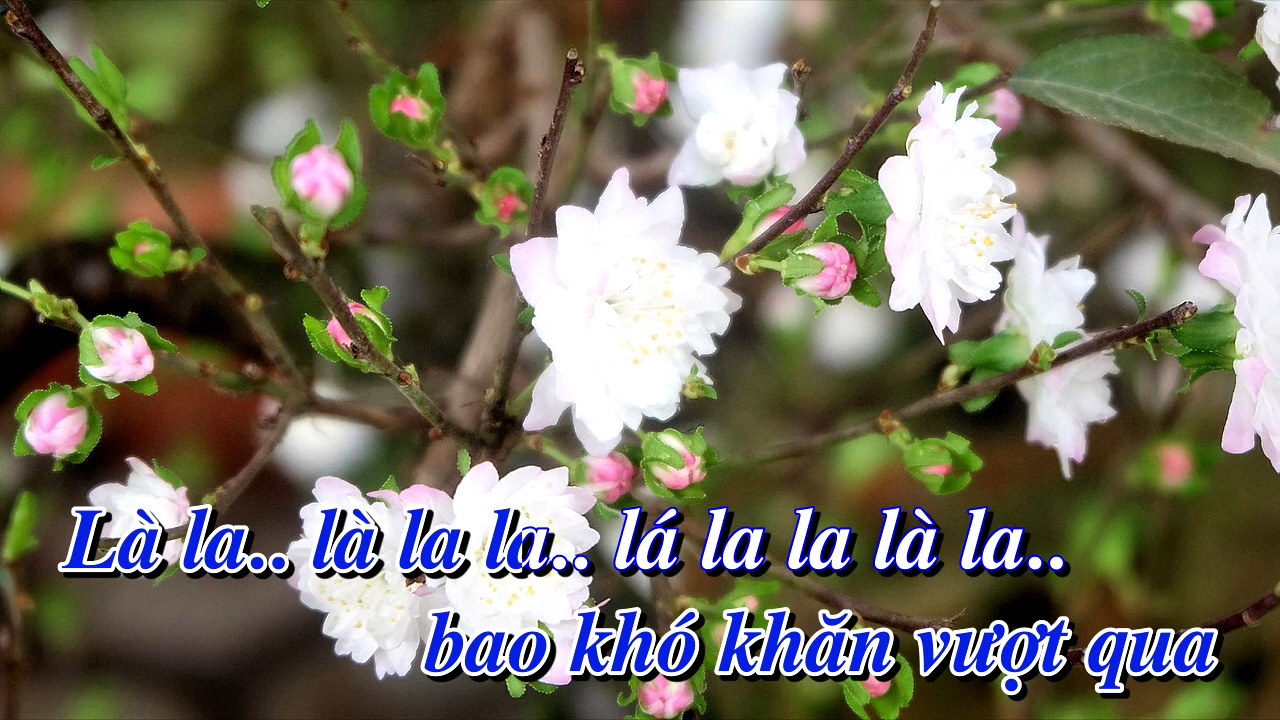 Là la.. là la la.. lá la la là la..
bao khó khăn vượt qua